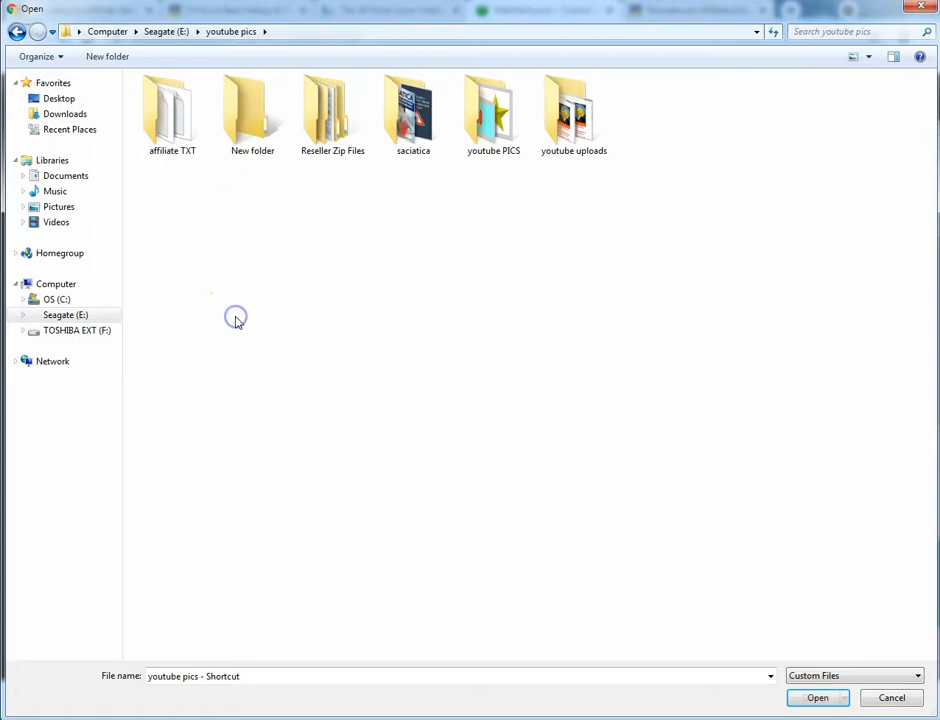 Open
Computer Seagate (E:) youtube pics
Search youtube pics
Organize New folder
Favorites
Desktop
Downloads
Recent Places
Libraries
Documents
Music
Pictures
Videos
Homegroup
Computer
OS (C:)
Seagate (E:)
TOSHIBA EXT (F:)
Network
affiliate TXT
New folder
Reseller Zip Files
saciatica
youtube PICS
youtube uploads
File name: youtube pics - Shortcut
Custom Files
Open Cancel